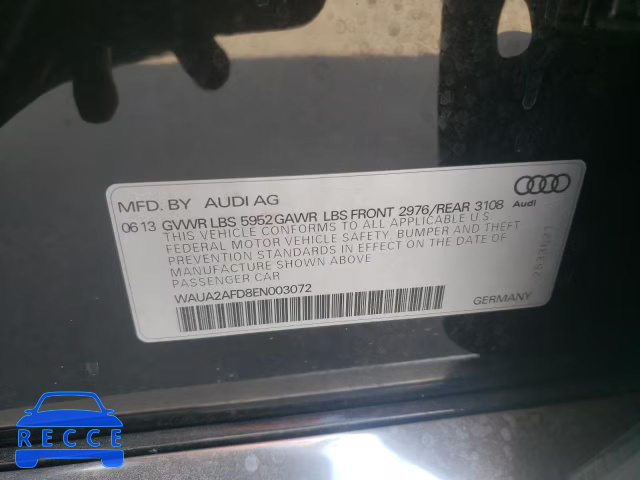 MFD. BY AUDI AG
06 13 GVWR LBS 5952 GAWR LBS FRONT 2976/REAR 3108
Audi
THIS VEHICLE CONFORMS TO ALL APPLICABLE U.S
FEDERAL MOTOR VEHICLE SAFETY, BUMPER AND THEFT
PREVENTION STANDARDS IN EFFECT ON THE DATE OF
MANUFACTURE SHOWN ABOVE
PASSENGER CAR
WAUA2AFD8EN003072
GERMANY
RECCE